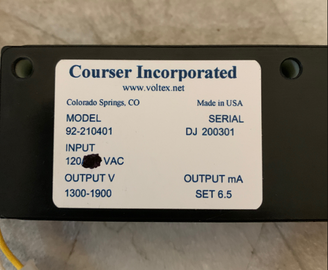 Courser Incorporated
www.voltex.net
Colorado Springs, CO Made in USA
MODEL SERIAL
92-210401 DJ 200301
INPUT
120 VAC
OUTPUT V OUTPUT mA
1300-1900 SET 6.5